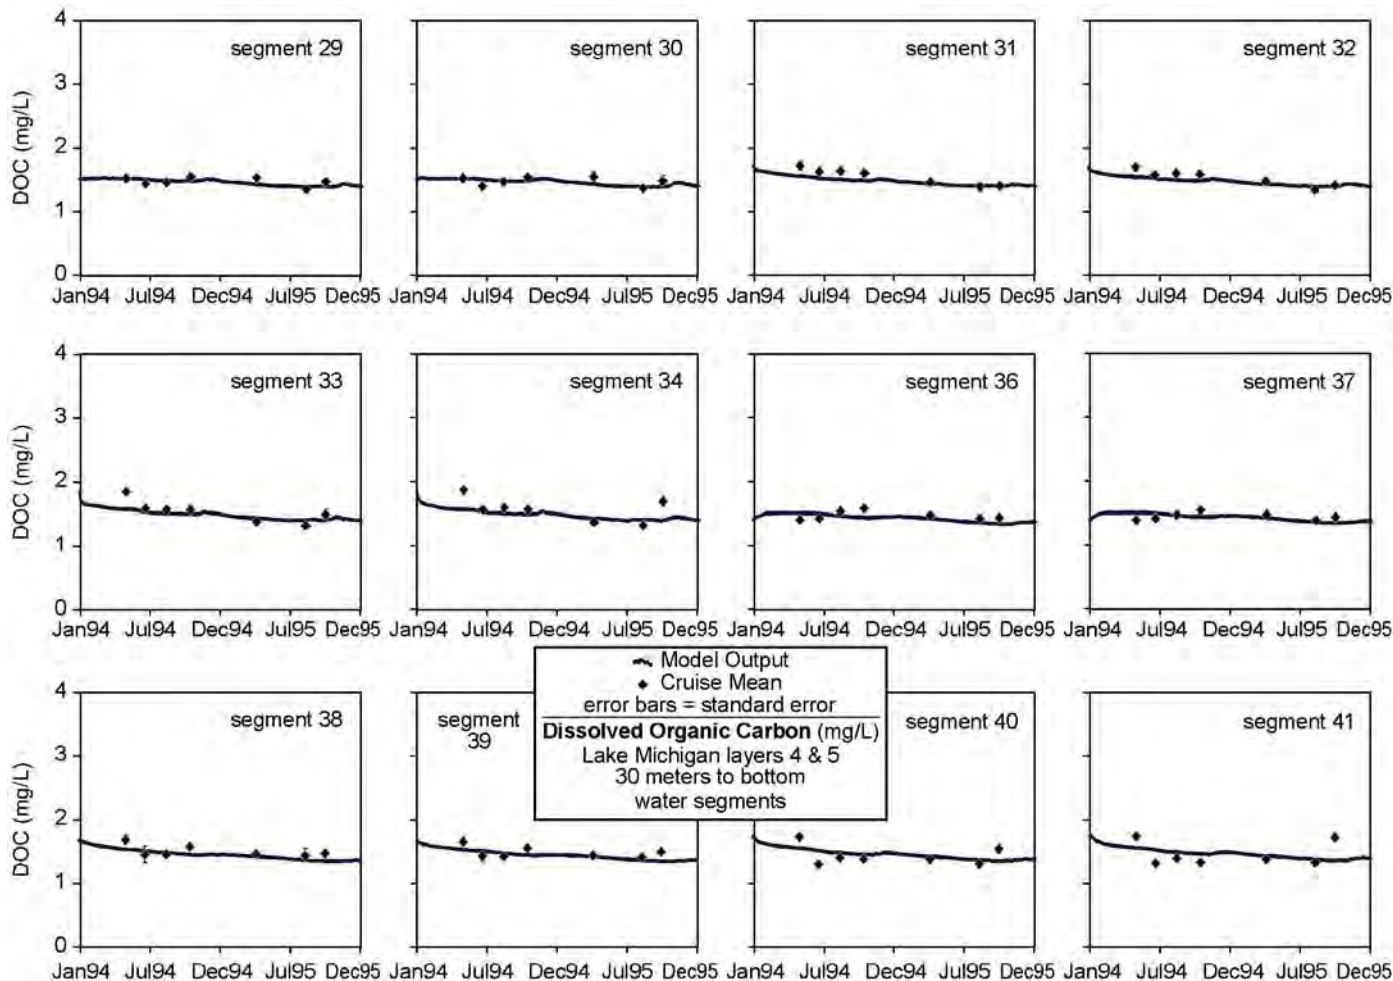 4
3
2
1
0
DOC (mg/L)
segment 29
segment 30
segment 31
segment 32
Jan94 Jul94 Dec94 Jul95 Dec95
Jan94 Jul94 Dec94 Jul95 Dec95
Jan94 Jul94 Dec94 Jul95 Dec95
Jan94 Jul94 Dec94 Jul95 Dec95
4
3
2
1
0
DOC (mg/L)
segment 33
segment 34
segment 36
segment 37
Jan94 Jul94 Dec94 Jul95 Dec95
Jan94 Jul94 Dec94 Jul95 Dec95
Jan94 Jul94 Dec94 Jul95 Dec95
Jan94 Jul94 Dec94 Jul95 Dec95
Model Output
Cruise Mean
error bars = standard error
Dissolved Organic Carbon (mg/L)
Lake Michigan layers 4 & 5
30 meters to bottom
water segments
4
3
2
1
0
DOC (mg/L)
segment 38
segment
39
segment 40
segment 41
Jan94 Jul94 Dec94 Jul95 Dec95
Jan94 Jul94 Dec94 Jul95 Dec95
Jan94 Jul94 Dec94 Jul95 Dec95
Jan94 Jul94 Dec94 Jul95 Dec95